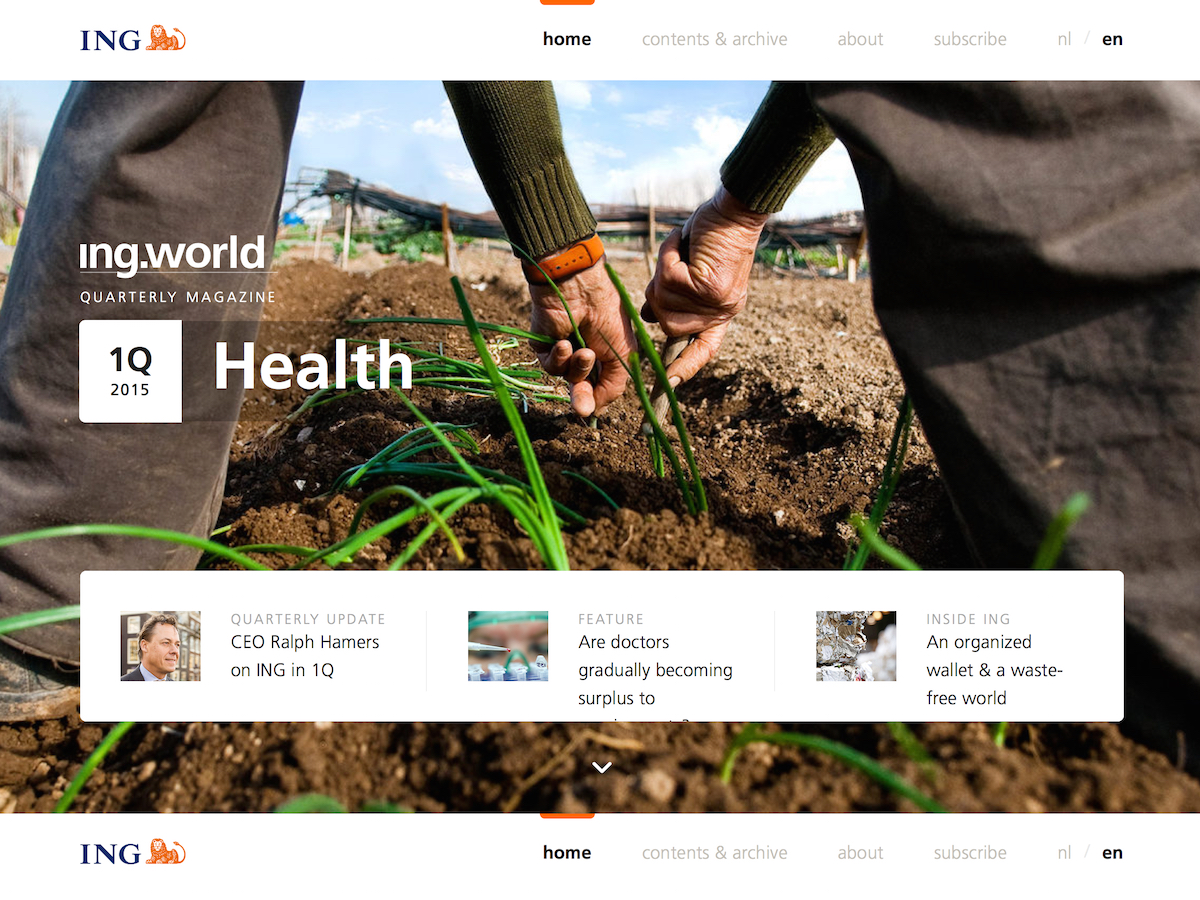 ING
home
contents & archive
about
subscribe
nl / en
ing.world
QUARTERLY MAGAZINE
1Q
2015
Health
QUARTERLY UPDATE
CEO Ralph Hamers
on ING in 1Q
FEATURE
Are doctors
gradually becoming
surplus to
INSIDE ING
An organized
wallet & a waste-
free world
ING
home
contents & archive
about
subscribe
nl / en